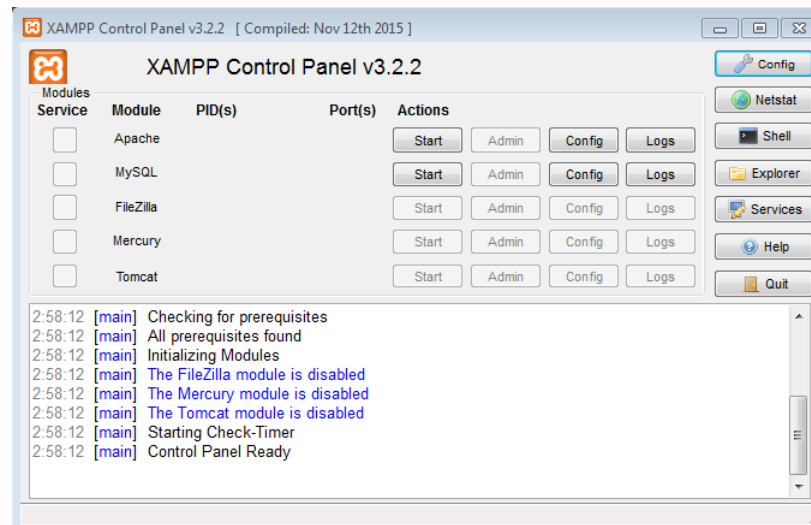 XAMPP Control Panel v3.2.2 [ Compiled: Nov 12th 2015 ]
XAMPP Control Panel v3.2.2
Config
Modules
Service Module PID(s) Port(s) Actions
Netstat
Apache Start Admin Config Logs
Shell
MySQL Start Admin Config Logs
Explorer
FileZilla Start Admin Config Logs
Services
Mercury Start Admin Config Logs
Help
Tomcat Start Admin Config Logs
Quit
2:58:12 [main] Checking for prerequisites
2:58:12 [main] All prerequisites found
2:58:12 [main] Initializing Modules
2:58:12 [main] The FileZilla module is disabled
2:58:12 [main] The Mercury module is disabled
2:58:12 [main] The Tomcat module is disabled
2:58:12 [main] Starting Check-Timer
2:58:12 [main] Control Panel Ready